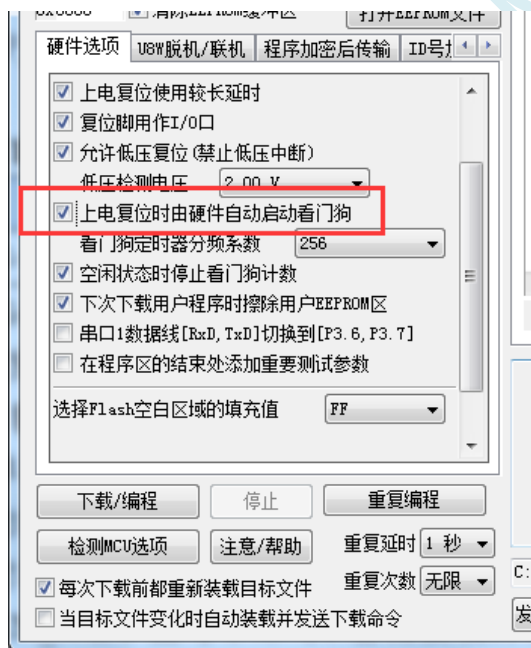 清除EEPROM缓冲区 打开EEPROM文件
硬件选项 U8W脱机/联机 程序加密后传输 ID号
上电复位使用较长延时
复位脚用作I/O口
允许低压复位(禁止低压中断)
低压检测电压 2.00 V
上电复位时由硬件自动启动看门狗
看门狗定时器分频系数 256
空闲状态时停止看门狗计数
下次下载用户程序时擦除用户EEPROM区
串口1数据线[RxD,TxD]切换到[P3.6,P3.7]
在程序区的结束处添加重要测试参数
选择Flash空白区域的填充值 FF
下载/编程 停止 重复编程
检测MCU选项 注意/帮助 重复延时 1 秒
每次下载前都重新装载目标文件 重复次数 无限
C:
当目标文件变化时自动装载并发送下载命令
发